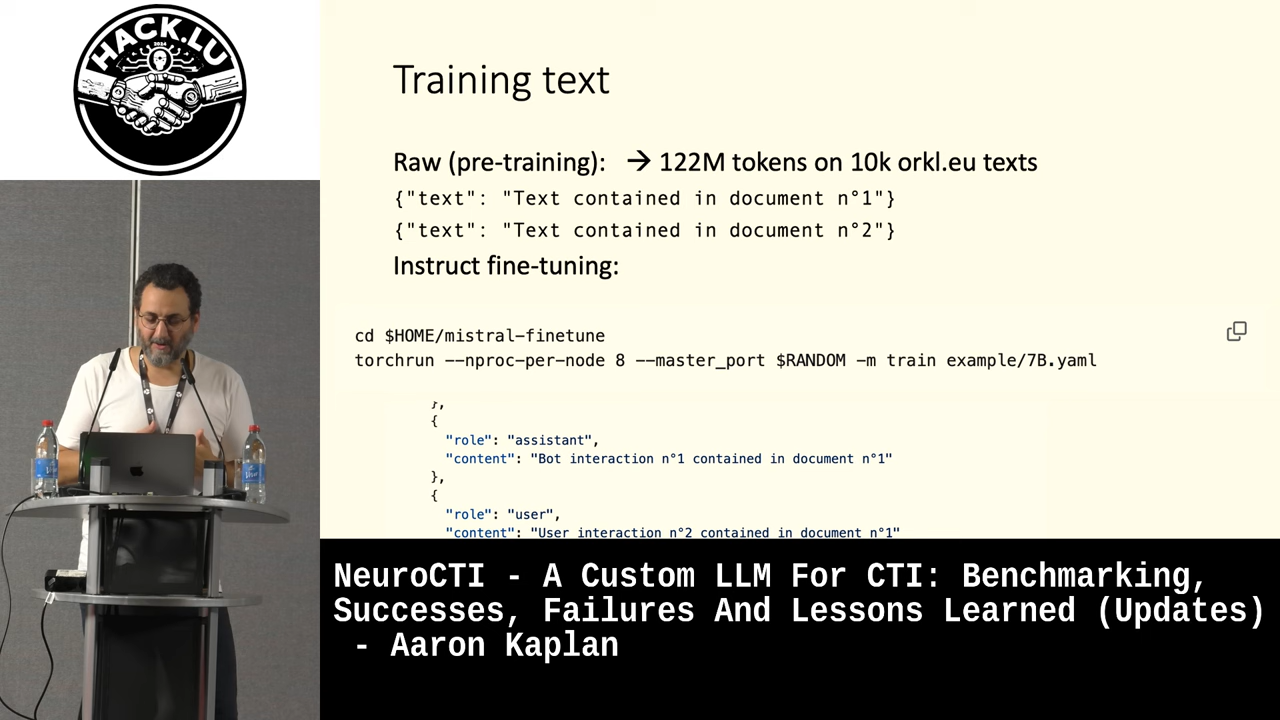 HACK.LU
2024
Training text
Raw (pre-training): → 122M tokens on 10k orkl.eu texts
{"text": "Text contained in document n°1"}
{"text": "Text contained in document n°2"}
Instruct fine-tuning:
cd $HOME/mistral-finetune
torchrun --nproc-per-node 8 --master_port $RANDOM -m train example/7B.yaml
},
{
"role": "assistant",
"content": "Bot interaction n°1 contained in document n°1"
},
{
"role": "user",
"content": "User interaction n°2 contained in document n°1"
NeuroCTI - A Custom LLM For CTI: Benchmarking,
Successes, Failures And Lessons Learned (Updates)
- Aaron Kaplan